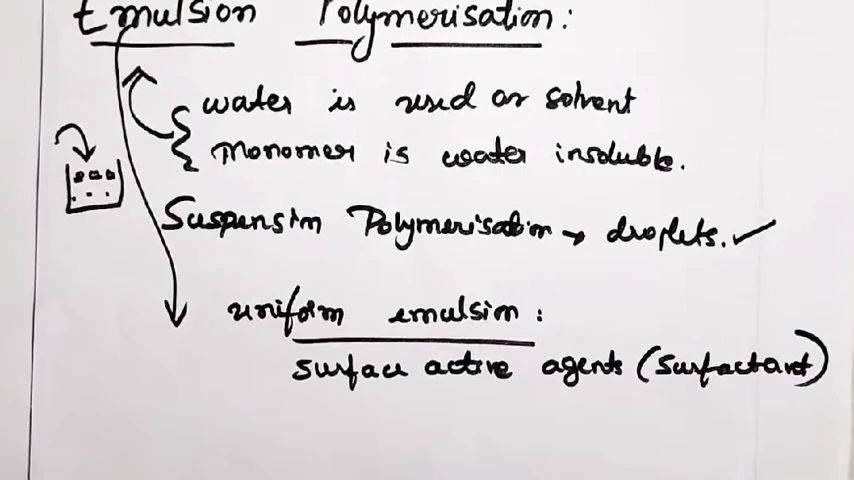 Emulsion Polymerisation:
water is used as solvent
Monomer is water insoluble.
Suspension Polymerisation → droplets. ✓
uniform emulsion:
surface active agents (surfactant)